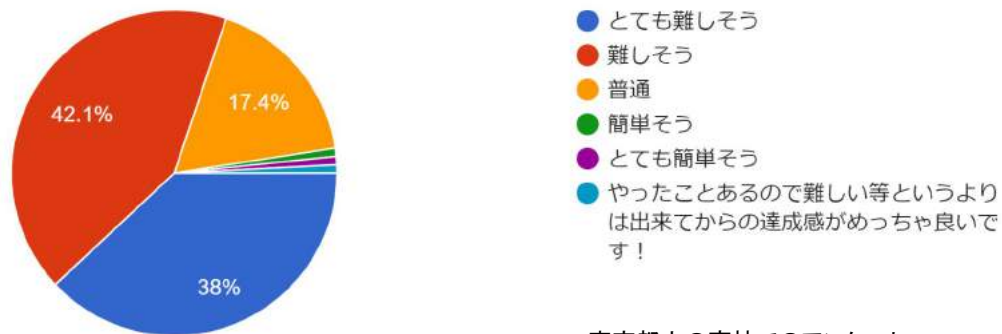 42.1%
17.4%
38%
とても難しそう
難しそう
普通
簡単そう
とても簡単そう
やったことあるので難しい等というより
は出来てからの達成感がめっちゃ良いで
す！